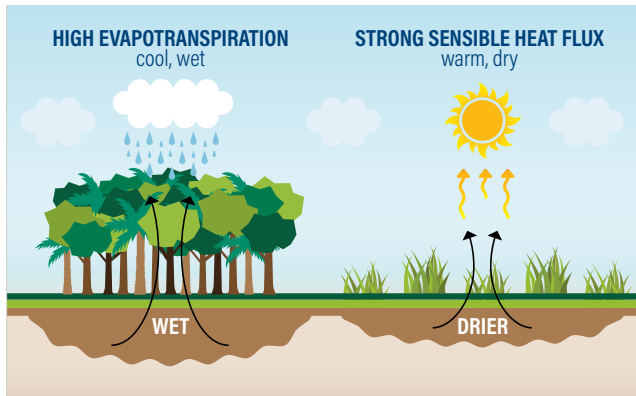 HIGH EVAPOTRANSPIRATION
cool, wet
STRONG SENSIBLE HEAT FLUX
warm, dry
WET
DRIER